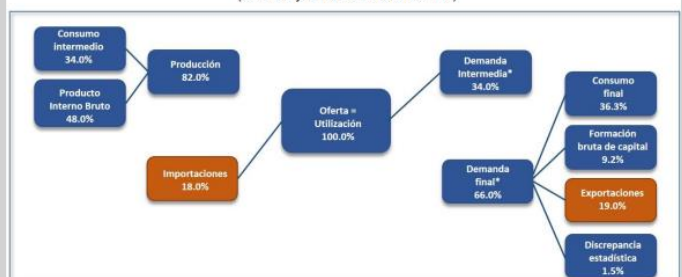 Consumo
intermedio
34.0%
Producto
Interno Bruto
48.0%
Producción
82.0%
Importaciones
18.0%
Oferta =
Utilización
100.0%
Demanda
Intermedia*
34.0%
Demanda
final*
66.0%
Consumo
final
36.3%
Formación
bruta de capital
9.2%
Exportaciones
19.0%
Discrepancia
estadística
1.5%